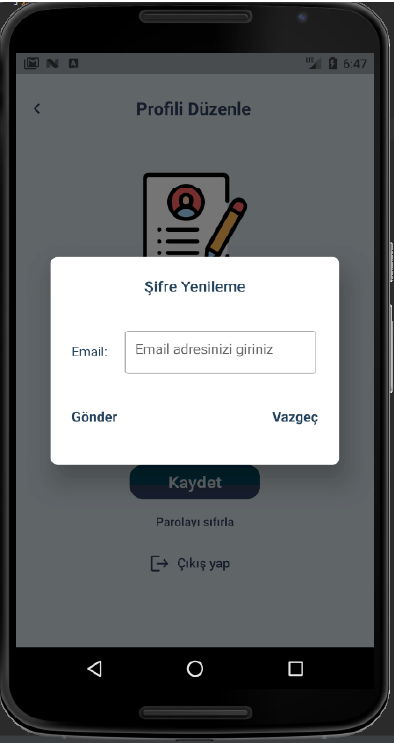 6:47
Profili Düzenle
Şifre Yenileme
Email: Email adresinizi giriniz
Gönder Vazgeç
Kaydet
Parolayı sıfırla
Çıkış yap